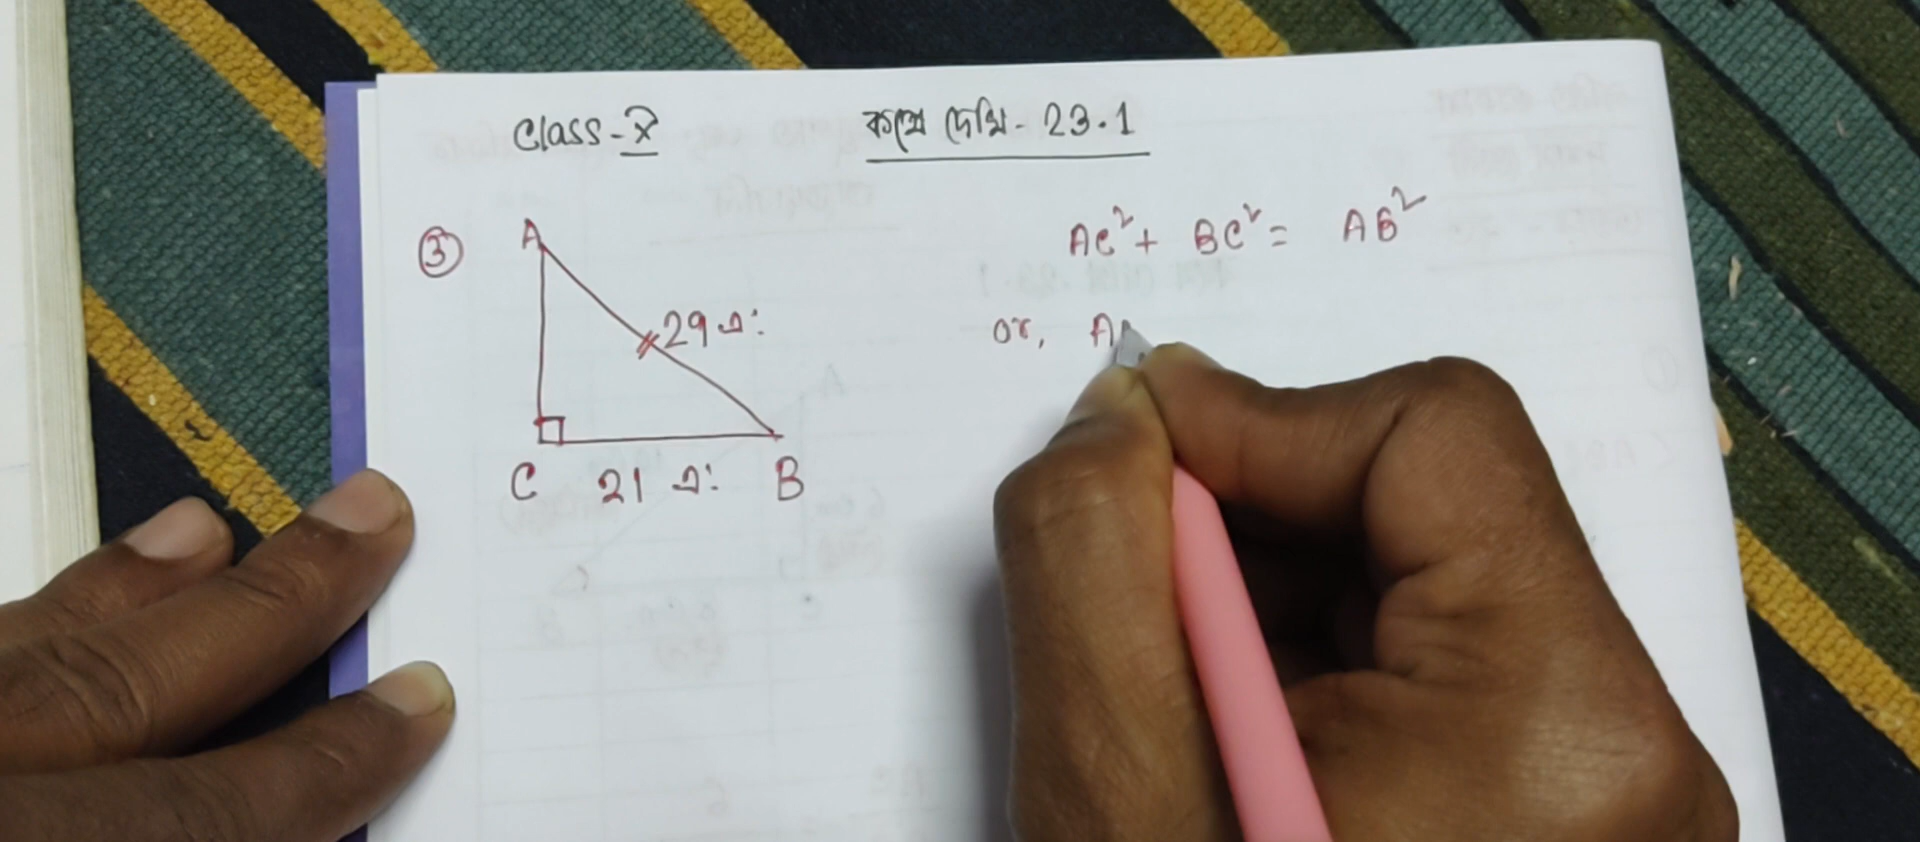 Class-X
কষে দেখি - 23.1
③
A
AC² + BC² = AB²
29 এ:
or, A
C 21 এ: B